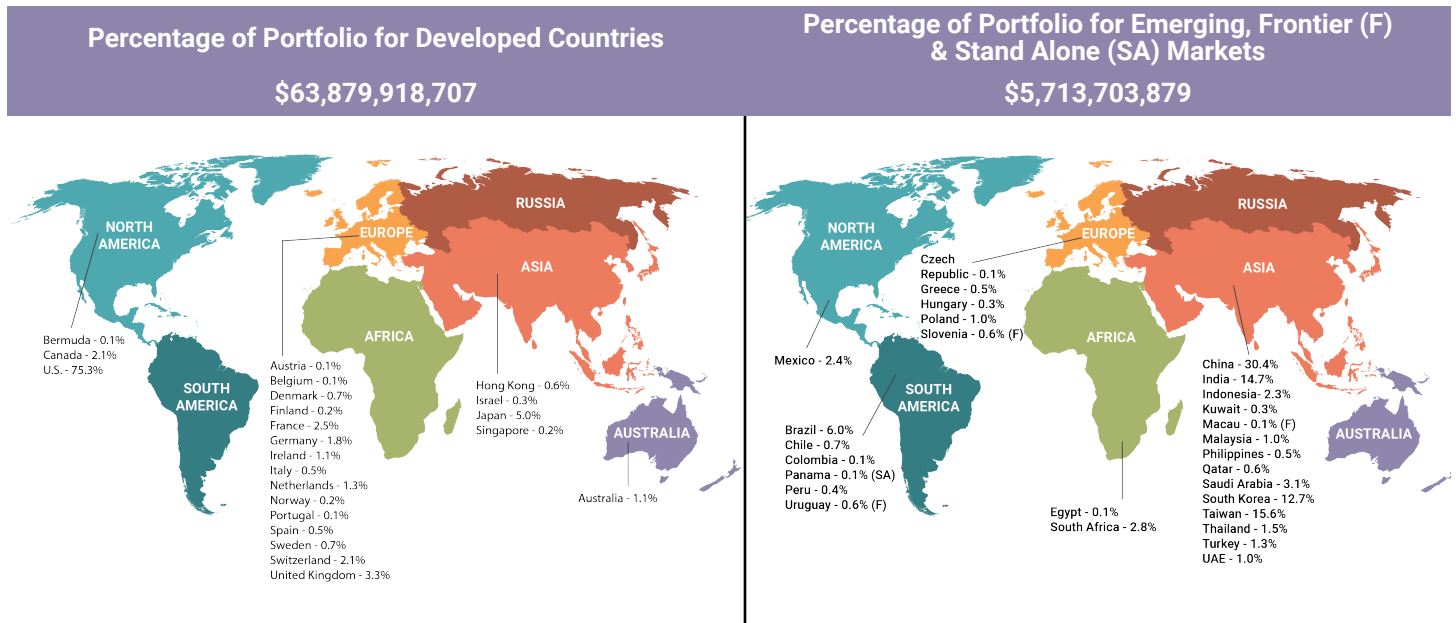 Percentage of Portfolio for Developed Countries
$63,879,918,707
NORTH
AMERICA
EUROPE
RUSSIA
ASIA
AFRICA
SOUTH
AMERICA
AUSTRALIA
Bermuda - 0.1%
Canada - 2.1%
U.S. - 75.3%
Austria - 0.1%
Belgium - 0.1%
Denmark - 0.7%
Finland - 0.2%
France - 2.5%
Germany - 1.8%
Ireland - 1.1%
Italy - 0.5%
Netherlands - 1.3%
Norway - 0.2%
Portugal - 0.1%
Spain - 0.5%
Sweden - 0.7%
Switzerland - 2.1%
United Kingdom - 3.3%
Hong Kong - 0.6%
Israel - 0.3%
Japan - 5.0%
Singapore - 0.2%
Australia - 1.1%
Percentage of Portfolio for Emerging, Frontier (F)
& Stand Alone (SA) Markets
$5,713,703,879
NORTH
AMERICA
EUROPE
RUSSIA
ASIA
AFRICA
SOUTH
AMERICA
AUSTRALIA
Czech
Republic - 0.1%
Greece - 0.5%
Hungary - 0.3%
Poland - 1.0%
Slovenia - 0.6% (F)
Mexico - 2.4%
Brazil - 6.0%
Chile - 0.7%
Colombia - 0.1%
Panama - 0.1% (SA)
Peru - 0.4%
Uruguay - 0.6% (F)
Egypt - 0.1%
South Africa - 2.8%
China - 30.4%
India - 14.7%
Indonesia- 2.3%
Kuwait - 0.3%
Macau - 0.1% (F)
Malaysia - 1.0%
Philippines - 0.5%
Qatar - 0.6%
Saudi Arabia - 3.1%
South Korea - 12.7%
Taiwan - 15.6%
Thailand - 1.5%
Turkey - 1.3%
UAE - 1.0%